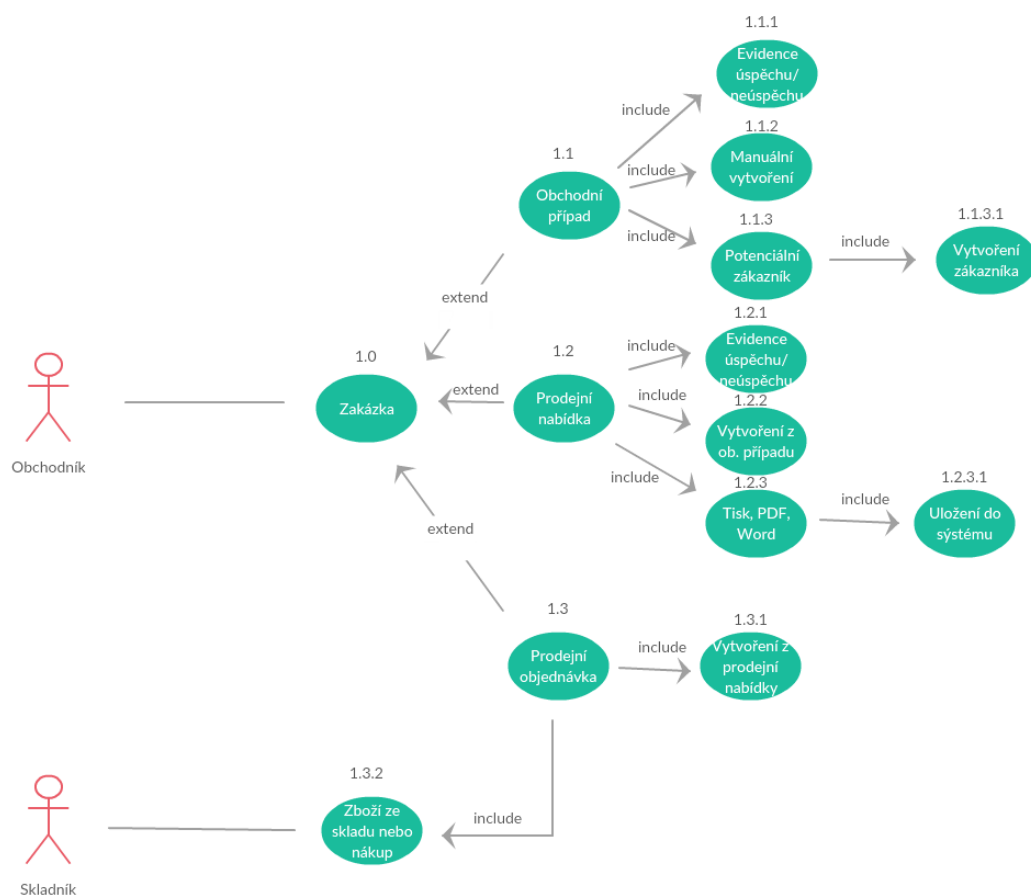 1.1.1
Evidence
úspěchu/
neúspěchu
include
1.1.2
Manuální
vytvoření
include
1.1
Obchodní
případ
include
1.1.3
Potenciální
zákazník
include
1.1.3.1
Vytvoření
zákazníka
extend
1.0
Zakázka
extend
1.2
Prodejní
nabídka
include
1.2.1
Evidence
úspěchu/
neúspěchu
include
1.2.2
Vytvoření z
ob. případu
include
1.2.3
Tisk, PDF,
Word
include
1.2.3.1
Uložení do
sýstému
Obchodník
extend
1.3
Prodejní
objednávka
include
1.3.1
Vytvoření z
prodejní
nabídky
1.3.2
Zboží ze
skladu nebo
nákup
include
Skladník